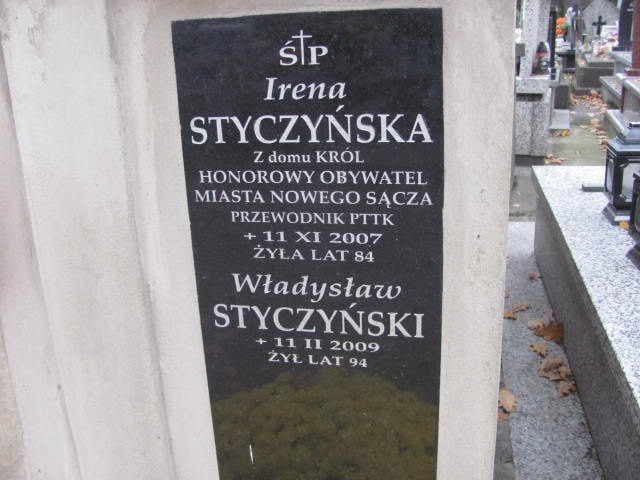 Ś†P
Irena
STYCZYŃSKA
Z domu KRÓL
HONOROWY OBYWATEL
MIASTA NOWEGO SĄCZA
PRZEWODNIK PTTK
+ 11 XI 2007
ŻYŁA LAT 84
Władysław
STYCZYŃSKI
+ 11 II 2009
ŻYŁ LAT 94